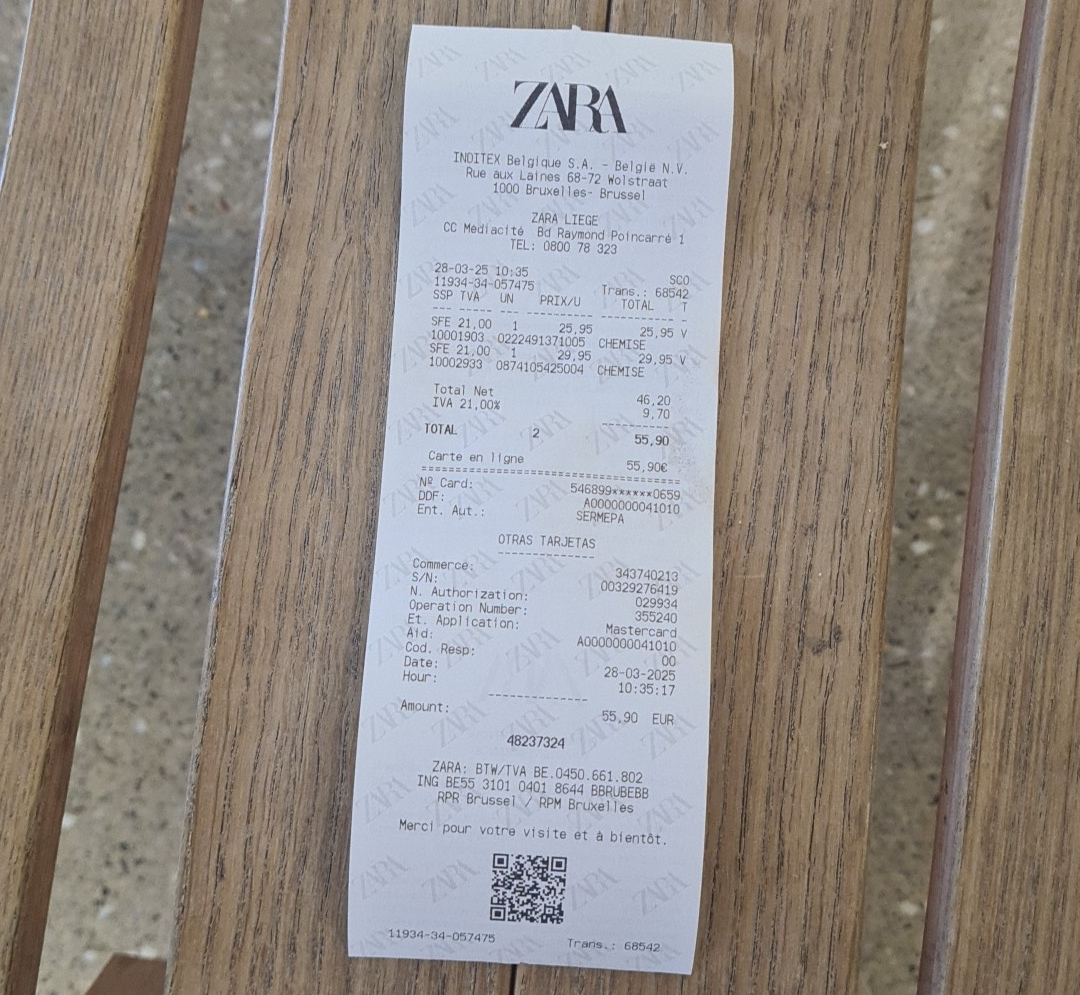 ZARA
INDITEX Belgique S.A. - België N.V.
Rue aux Laines 68-72 Wolstraat
1000 Bruxelles- Brussel
ZARA LIEGE
CC Médiacité Bd Raymond Poincarré 1
TEL: 0800 78 323
28-03-25 10:35 SCO
11934-34-057475 Trans.: 68542
SSP TVA UN PRIX/U TOTAL T
SFE 21,00 1 25,95 25,95 V
10001903 0222491371005 CHEMISE
SFE 21,00 1 29,95 29,95 V
10002933 0874105425004 CHEMISE
Total Net 46,20
IVA 21,00% 9,70
TOTAL 2 55,90
Carte en ligne 55,90€
Nº Card: 546899******0659
DDF: A0000000041010
Ent. Aut.: SERMEPA
OTRAS TARJETAS
Commerce: 343740213
S/N: 00329276419
N. Authorization: 029934
Operation Number: 355240
Et. Application: Mastercard
Aid: A0000000041010
Cod. Resp: 00
Date: 28-03-2025
Hour: 10:35:17
Amount: 55,90 EUR
48237324
ZARA: BTW/TVA BE.0450.661.802
ING BE55 3101 0401 8644 BBRUBEBB
RPR Brussel / RPM Bruxelles
Merci pour votre visite et à bientôt.
11934-34-057475 Trans.: 68542